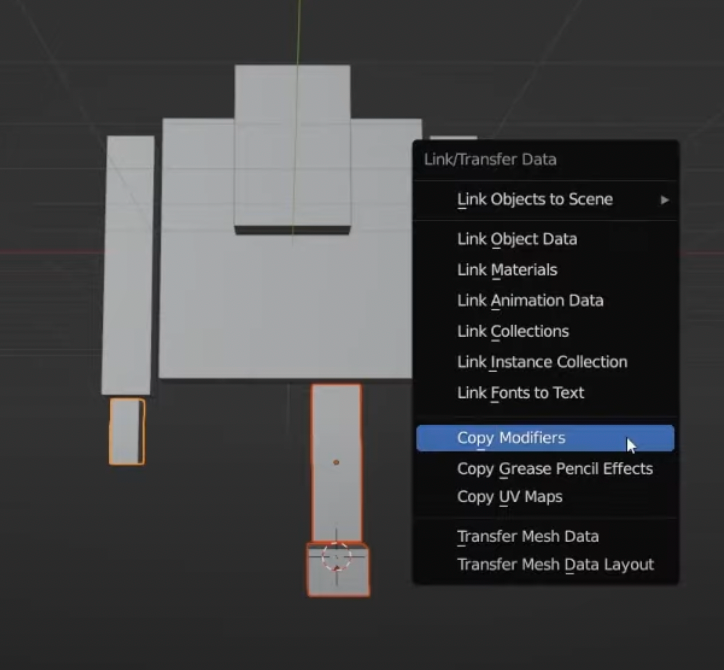 Link/Transfer Data
Link Objects to Scene
Link Object Data
Link Materials
Link Animation Data
Link Collections
Link Instance Collection
Link Fonts to Text
Copy Modifiers
Copy Grease Pencil Effects
Copy UV Maps
Transfer Mesh Data
Transfer Mesh Data Layout